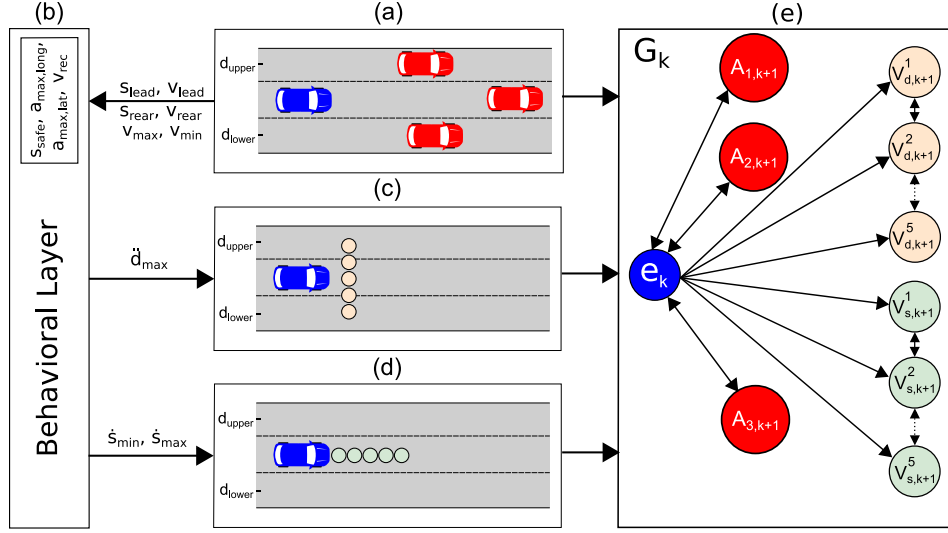 (b)
(a)
(e)
s_safe, a_max,long,
a_max,lat, v_rec
Behavioral Layer
s_lead, v_lead
s_rear, v_rear
v_max, v_min
d_upper
d_lower
(c)
d̈_max
d_upper
d_lower
(d)
ṡ_min, ṡ_max
d_upper
d_lower
G_k
A_1,k+1
A_2,k+1
e_k
A_3,k+1
V^1_d,k+1
V^2_d,k+1
V^5_d,k+1
V^1_s,k+1
V^2_s,k+1
V^5_s,k+1